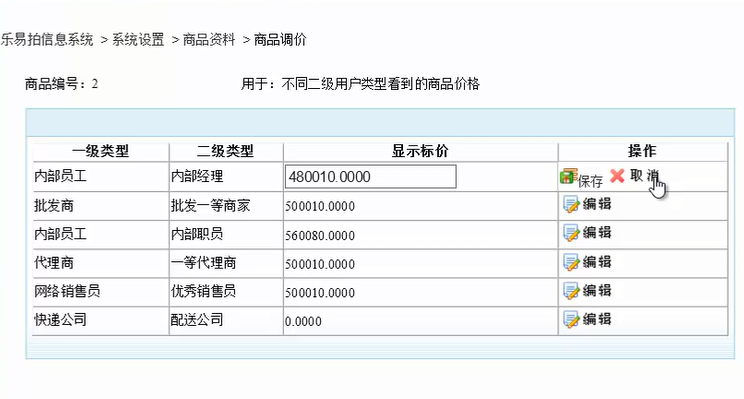 乐易拍信息系统 > 系统设置 > 商品资料 > 商品调价
商品编号：2 用于：不同二级用户类型看到的商品价格
一级类型 二级类型 显示标价 操作
内部员工 内部经理 480010.0000 保存 取消
批发商 批发一等商家 500010.0000 编辑
内部员工 内部职员 560080.0000 编辑
代理商 一等代理商 500010.0000 编辑
网络销售员 优秀销售员 500010.0000 编辑
快递公司 配送公司 0.0000 编辑